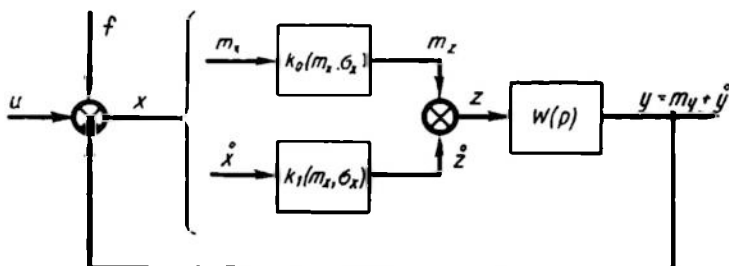 f
u
x
mₓ
k₀(mₓ.σₓ)
m_z
x̊
k₁(mₓ,σₓ)
z
z̊
W(p)
y=m_y+ẙ